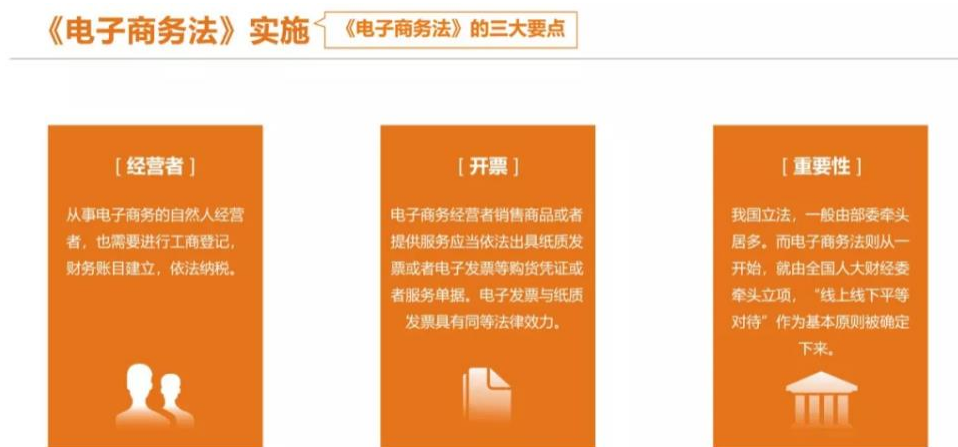 《电子商务法》实施
《电子商务法》的三大要点
[ 经营者 ]
从事电子商务的自然人经营
者，也需要进行工商登记，
财务账目建立，依法纳税。
[ 开票 ]
电子商务经营者销售商品或者
提供服务应当依法出具纸质发
票或者电子发票等购货凭证或
者服务单据。电子发票与纸质
发票具有同等法律效力。
[ 重要性 ]
我国立法，一般由部委牵头
居多。而电子商务法则从一
开始，就由全国人大财经委
牵头立项，“线上线下平等
对待”作为基本原则被确定
下来。